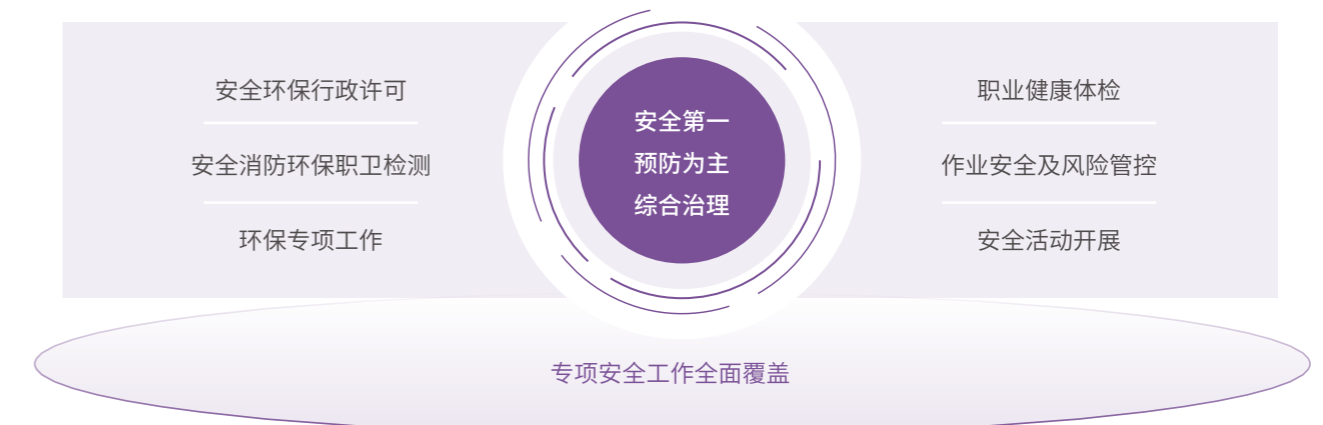 安全环保行政许可
安全消防环保职卫检测
环保专项工作
安全第一
预防为主
综合治理
职业健康体检
作业安全及风险管控
安全活动开展
专项安全工作全面覆盖